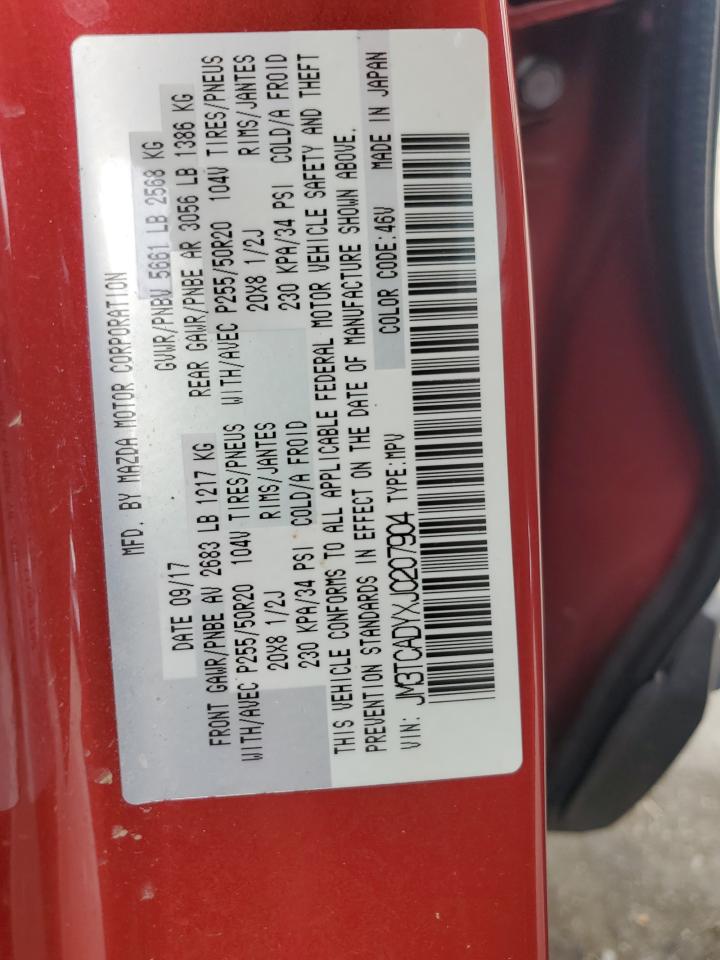 MFD. BY MAZDA MOTOR CORPORATION
DATE 09/17 GVWR/PNBV 5661 LB 2568 KG
FRONT GAWR/PNBE AV 2683 LB 1217 KG REAR GAWR/PNBE AR 3056 LB 1386 KG
WITH/AVEC P255/50R20 104V TIRES/PNEUS WITH/AVEC P255/50R20 104V TIRES/PNEUS
20X8 1/2J RIMS/JANTES 20X8 1/2J RIMS/JANTES
230 KPA/34 PSI COLD/A FROID 230 KPA/34 PSI COLD/A FROID
THIS VEHICLE CONFORMS TO ALL APPLICABLE FEDERAL MOTOR VEHICLE SAFETY AND THEFT
PREVENTION STANDARDS IN EFFECT ON THE DATE OF MANUFACTURE SHOWN ABOVE.
VIN: JM3TCADYXJ0207904 TYPE:MPV COLOR CODE:46V MADE IN JAPAN